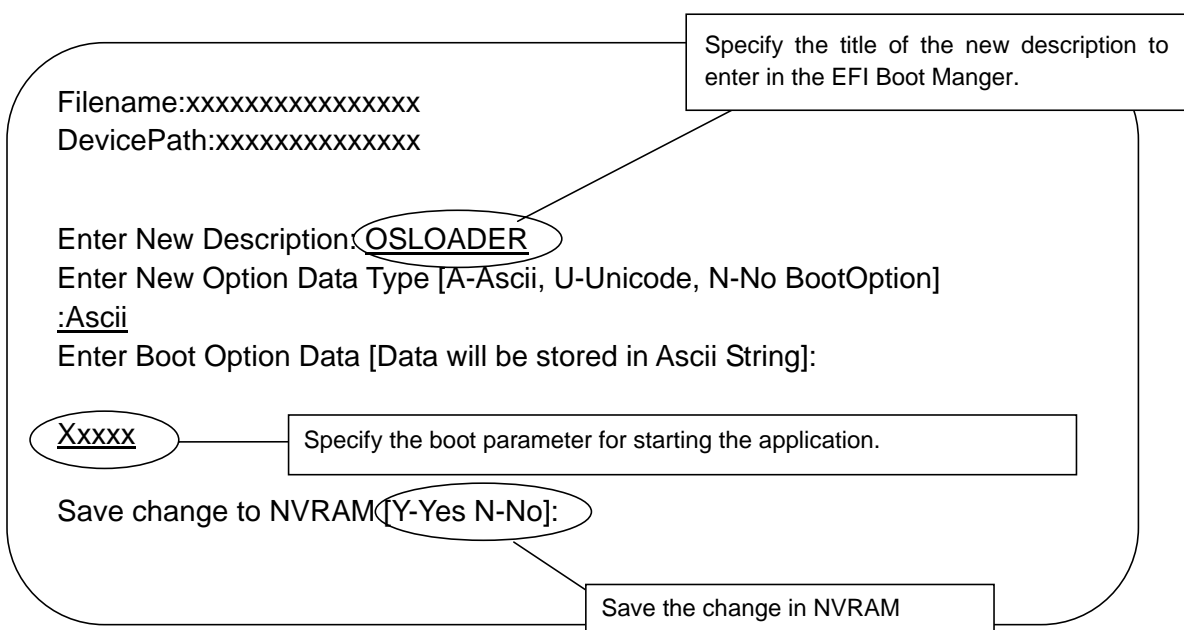 Specify the title of the new description to
enter in the EFI Boot Manger.
Filename:xxxxxxxxxxxxxxxxx
DevicePath:xxxxxxxxxxxxxx
Enter New Description: OSLOADER
Enter New Option Data Type [A-Ascii, U-Unicode, N-No BootOption]
:Ascii
Enter Boot Option Data [Data will be stored in Ascii String]:
Xxxxx
Specify the boot parameter for starting the application.
Save change to NVRAM [Y-Yes N-No]:
Save the change in NVRAM